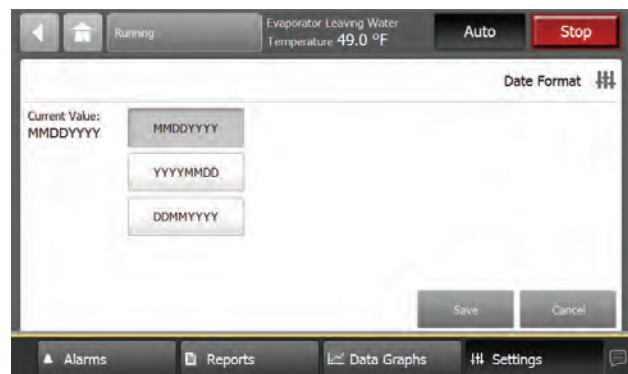 Running
Evaporator Leaving Water
Temperature 49.0 °F
Auto
Stop
Date Format
Current Value:
MMDDYYYY
MMDDYYYY
YYYYMMDD
DDMMYYYY
Save
Cancel
Alarms
Reports
Data Graphs
Settings